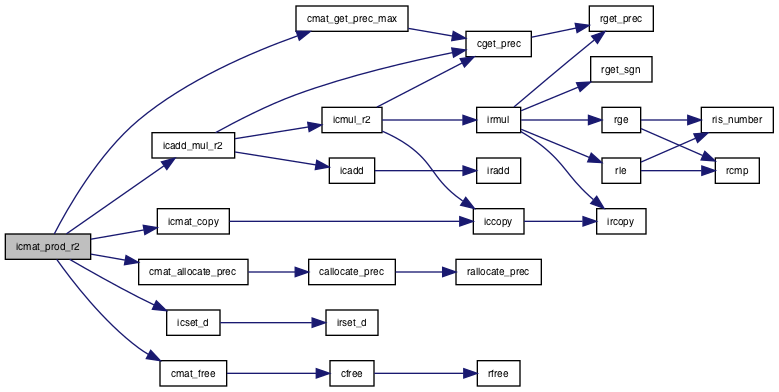 cmat_get_prec_max
rget_prec
cget_prec
rget_sgn
icmul_r2
irmul
rge
ris_number
icadd_mul_r2
icadd
iradd
rle
rcmp
icmat_copy
iccopy
ircopy
icmat_prod_r2
cmat_allocate_prec
callocate_prec
rallocate_prec
icset_d
irset_d
cmat_free
cfree
rfree